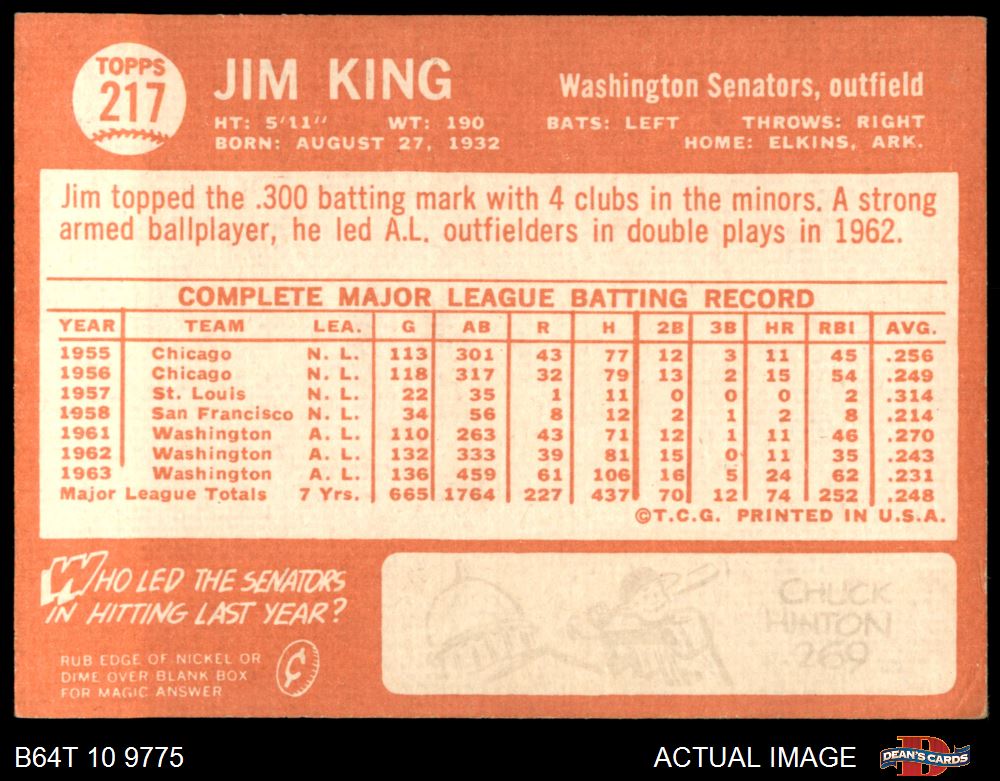 TOPPS
217
JIM KING
Washington Senators, outfield
HT: 5'11" WT: 190 BATS: LEFT THROWS: RIGHT
BORN: AUGUST 27, 1932 HOME: ELKINS, ARK.
Jim topped the .300 batting mark with 4 clubs in the minors. A strong
armed ballplayer, he led A.L. outfielders in double plays in 1962.
COMPLETE MAJOR LEAGUE BATTING RECORD
YEAR TEAM LEA. G AB R H 2B 3B HR RBI AVG.
1955 Chicago N. L. 113 301 43 77 12 3 11 45 .256
1956 Chicago N. L. 118 317 32 79 13 2 15 54 .249
1957 St. Louis N. L. 22 35 1 11 0 0 0 2 .314
1958 San Francisco N. L. 34 56 8 12 2 1 2 8 .214
1961 Washington A. L. 110 263 43 71 12 1 11 46 .270
1962 Washington A. L. 132 333 39 81 15 0 11 35 .243
1963 Washington A. L. 136 459 61 106 16 5 24 62 .231
Major League Totals 7 Yrs. 665 1764 227 437 70 12 74 252 .248
©T.C.G. PRINTED IN U.S.A.
WHO LED THE SENATORS
IN HITTING LAST YEAR?
RUB EDGE OF NICKEL OR
DIME OVER BLANK BOX
FOR MAGIC ANSWER
¢
CHUCK
HINTON
269
B64T 10 9775
ACTUAL IMAGE
DEAN'S CARDS